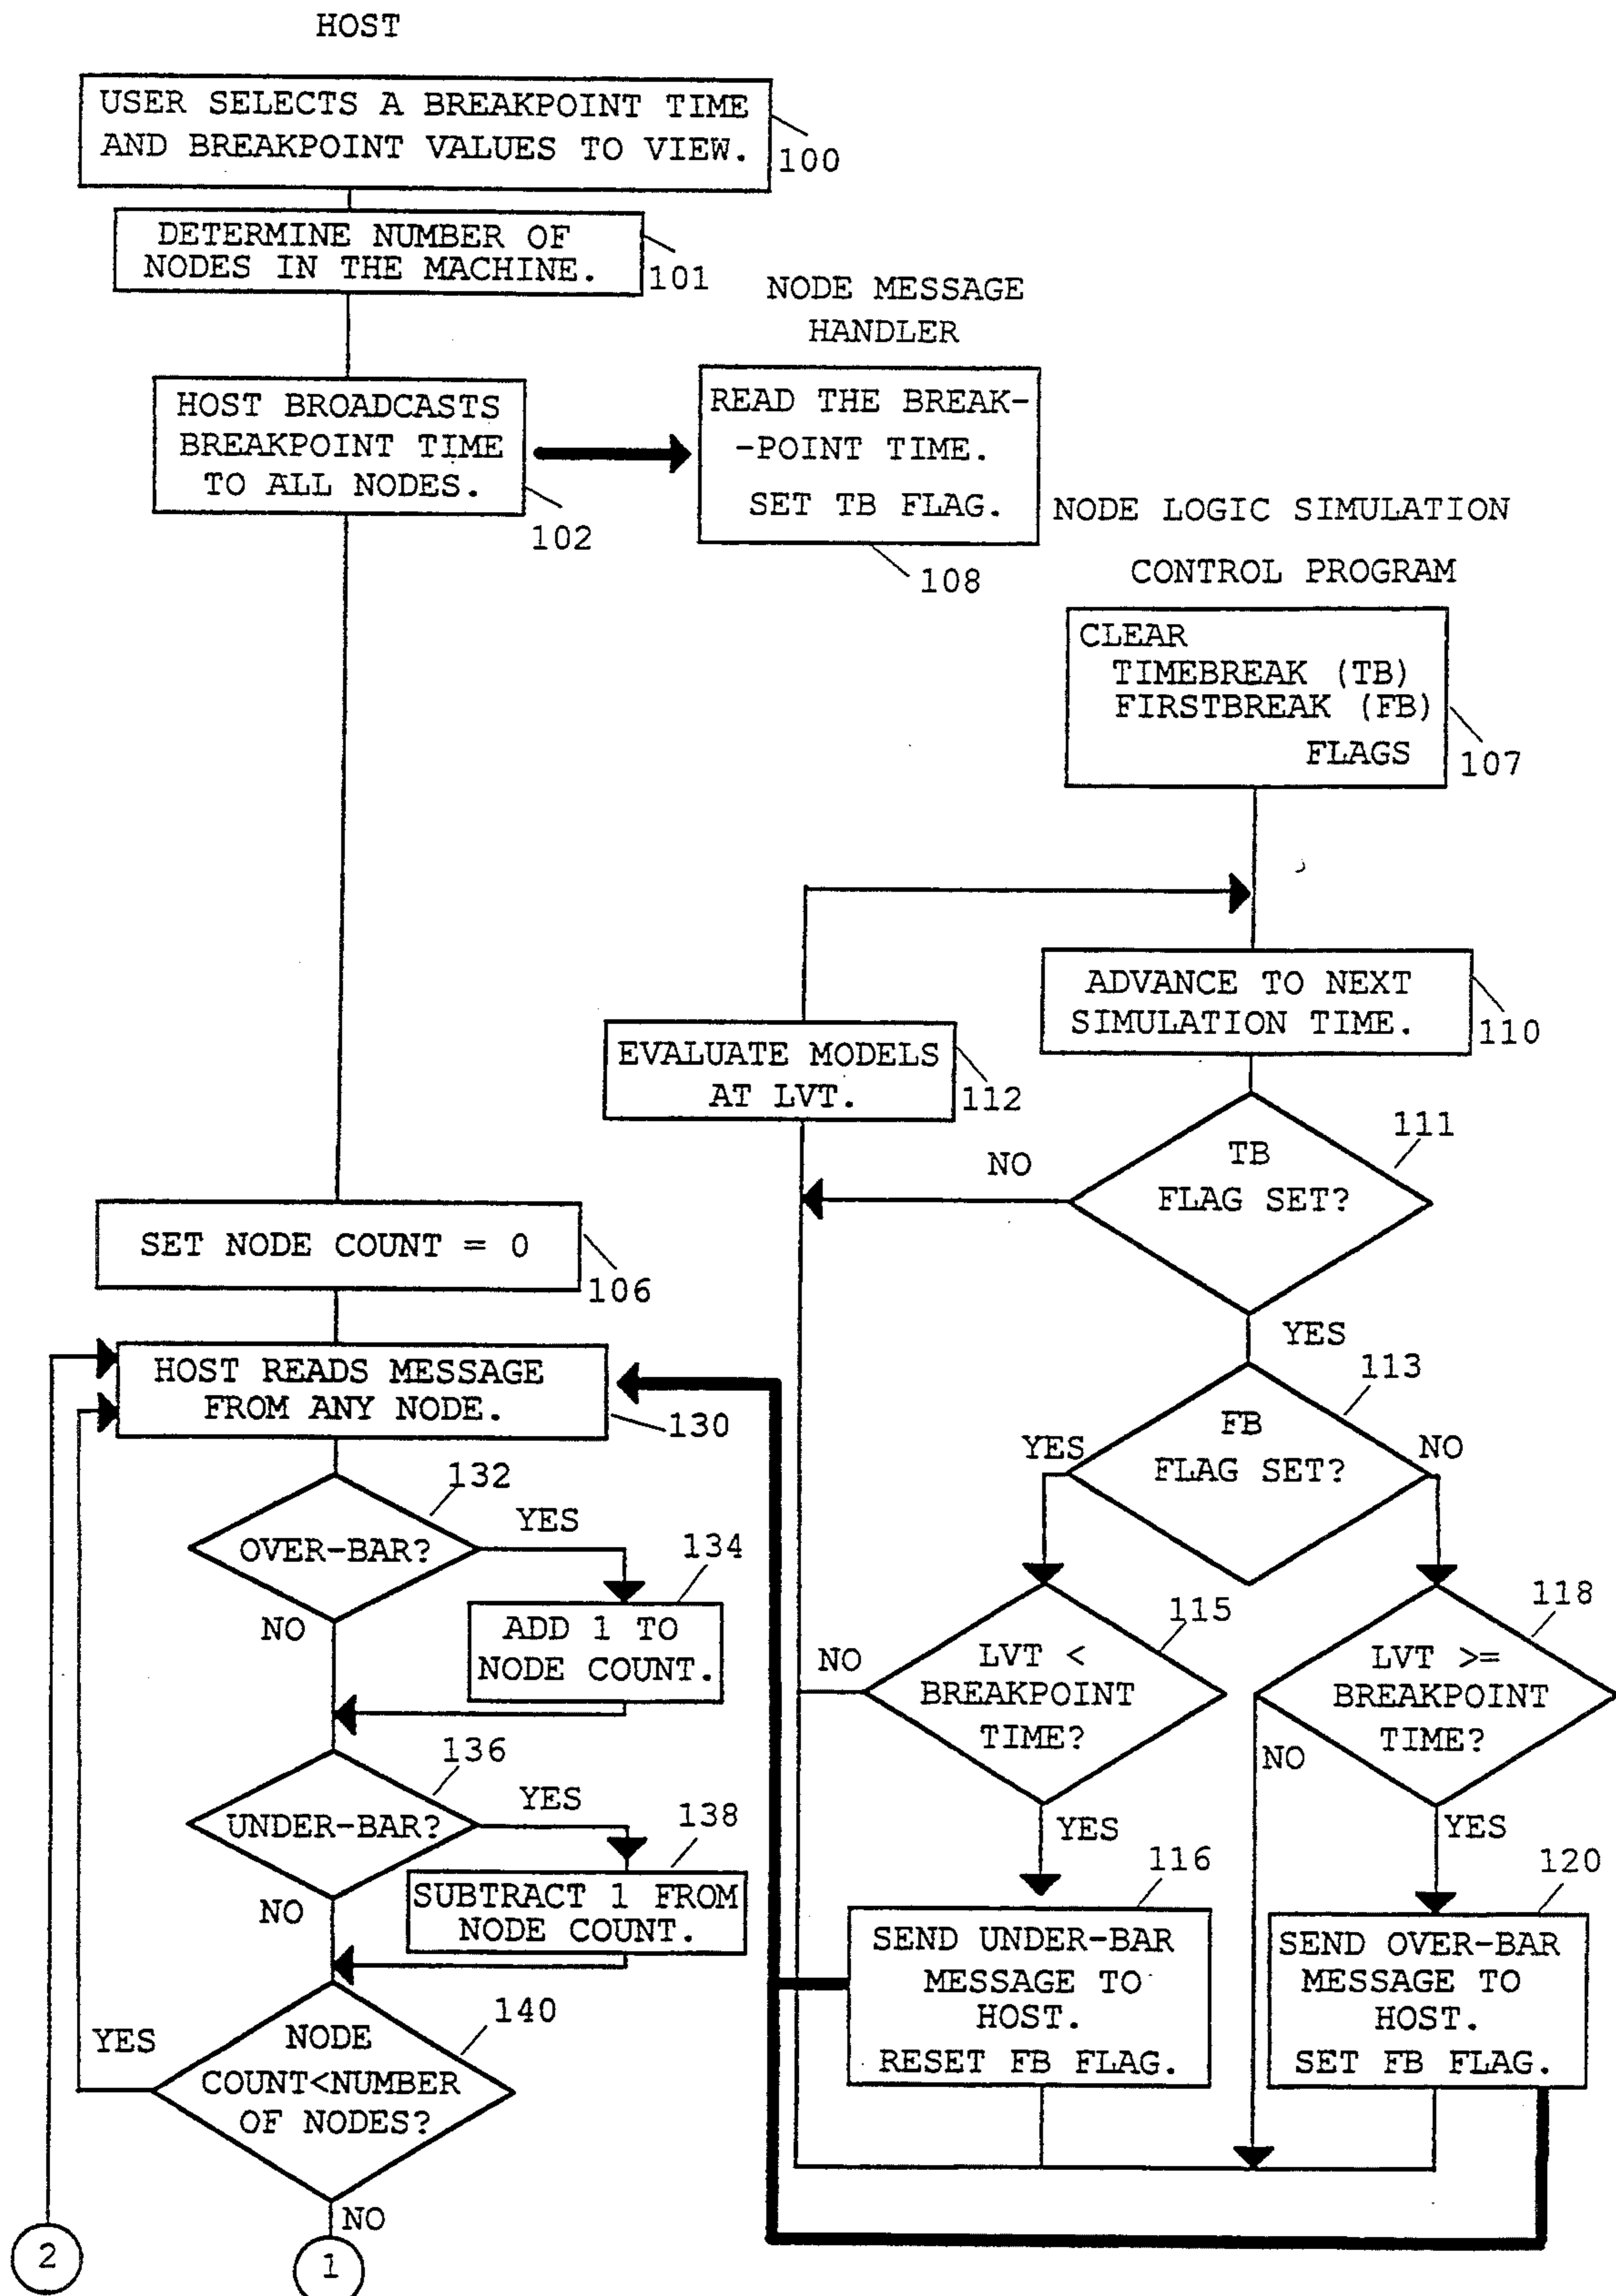 HOST
USER SELECTS A BREAKPOINT TIME
AND BREAKPOINT VALUES TO VIEW.
100
DETERMINE NUMBER OF
NODES IN THE MACHINE.
101
NODE MESSAGE
HANDLER
HOST BROADCASTS
BREAKPOINT TIME
TO ALL NODES.
102
READ THE BREAK-
-POINT TIME.
SET TB FLAG.
108
NODE LOGIC SIMULATION
CONTROL PROGRAM
CLEAR
TIMEBREAK (TB)
FIRSTBREAK (FB)
FLAGS
107
ADVANCE TO NEXT
SIMULATION TIME.
110
EVALUATE MODELS
AT LVT.
112
TB
FLAG SET?
111
NO
YES
SET NODE COUNT = 0
106
HOST READS MESSAGE
FROM ANY NODE.
130
FB
FLAG SET?
113
YES
NO
OVER-BAR?
132
YES
NO
ADD 1 TO
NODE COUNT.
134
LVT <
BREAKPOINT
TIME?
115
NO
YES
LVT >=
BREAKPOINT
TIME?
118
NO
YES
UNDER-BAR?
136
YES
NO
SUBTRACT 1 FROM
NODE COUNT.
138
SEND UNDER-BAR
MESSAGE TO
HOST.
RESET FB FLAG.
116
SEND OVER-BAR
MESSAGE TO
HOST.
SET FB FLAG.
120
NODE
COUNT<NUMBER
OF NODES?
140
YES
NO
2
1